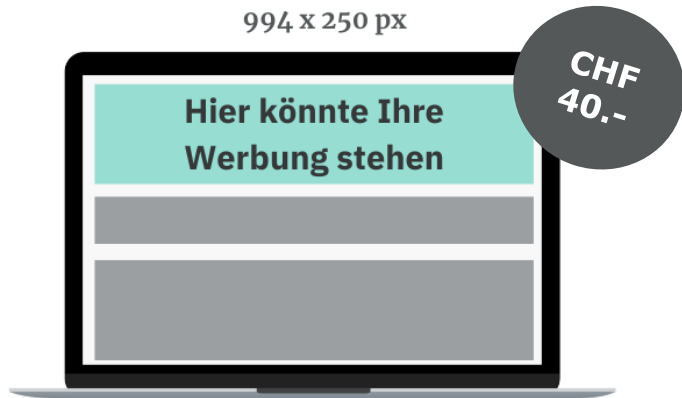 994 x 250 px
CHF
40.-
Hier könnte Ihre
Werbung stehen